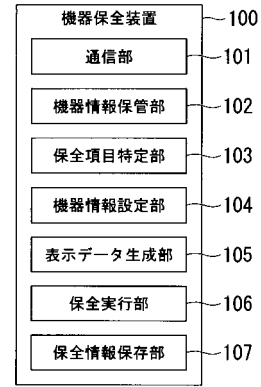 機器保全装置 100
通信部 101
機器情報保管部 102
保全項目特定部 103
機器情報設定部 104
表示データ生成部 105
保全実行部 106
保全情報保存部 107